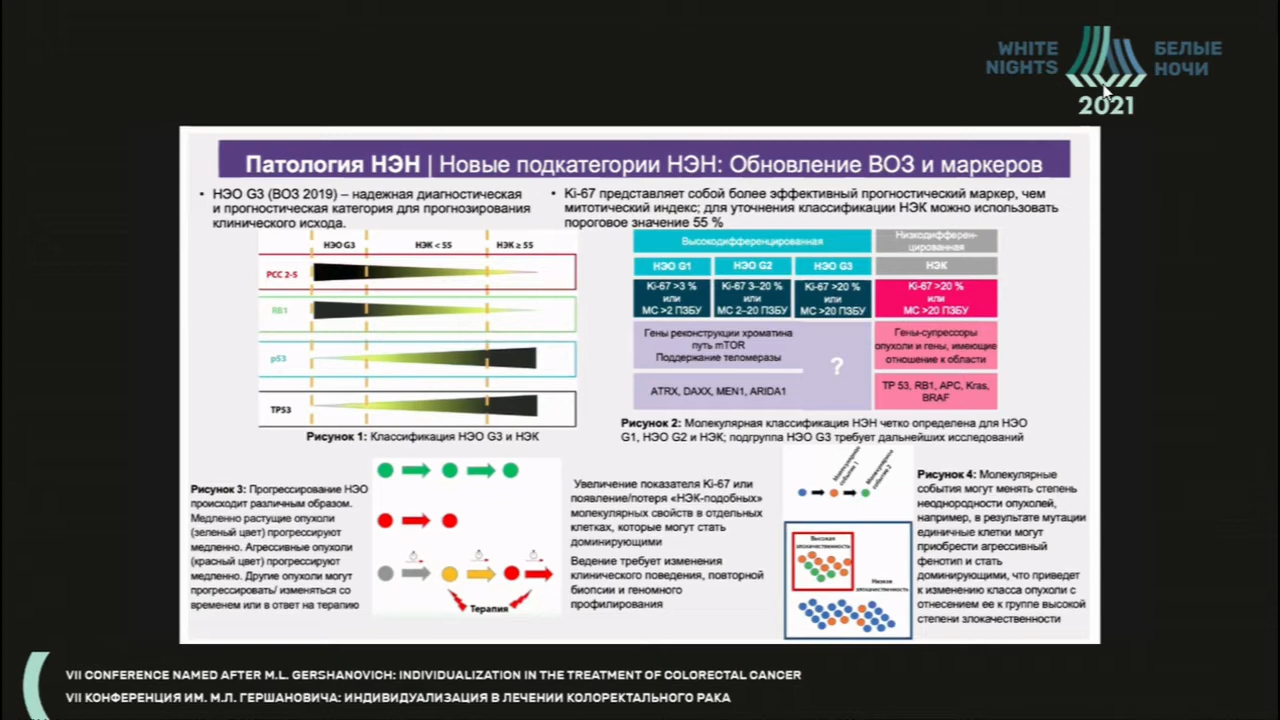 WHITE NIGHTS
БЕЛЫЕ НОЧИ
2021
Патология НЭН | Новые подкатегории НЭН: Обновление ВОЗ и маркеров
• НЭО G3 (ВОЗ 2019) – надежная диагностическая
и прогностическая категория для прогнозирования
клинического исхода.
• Ki-67 представляет собой более эффективный прогностический маркер, чем
митотический индекс; для уточнения классификации НЭК можно использовать
пороговое значение 55 %
НЭО G3
НЭК < 55
НЭК ≥ 55
РСС 2-5
RB1
p53
TP53
Рисунок 1: Классификация НЭО G3 и НЭК
Высокодифференцированная
Низкодифферен-
цированная
НЭО G1
НЭО G2
НЭО G3
НЭК
Ki-67 >3 %
или
МС >2 ПЗБУ
Ki-67 3–20 %
или
МС 2–20 ПЗБУ
Ki-67 >20 %
или
МС >20 ПЗБУ
Ki-67 >20 %
или
МС >20 ПЗБУ
Гены реконструкции хроматина
путь mTOR
Поддержание теломеразы
?
Гены-супрессоры
опухоли и гены, имеющие
отношение к области
ATRX, DAXX, MEN1, ARIDA1
TP 53, RB1, APC, Kras,
BRAF
Рисунок 2: Молекулярная классификация НЭН четко определена для НЭО
G1, НЭО G2 и НЭК; подгруппа НЭО G3 требует дальнейших исследований
Рисунок 3: Прогрессирование НЭО
происходит различным образом.
Медленно растущие опухоли
(зеленый цвет) прогрессируют
медленно. Агрессивные опухоли
(красный цвет) прогрессируют
медленно. Другие опухоли могут
прогрессировать/ изменяться со
временем или в ответ на терапию
Терапия
Увеличение показателя Ki-67 или
появление/потеря «НЭК-подобных»
молекулярных свойств в отдельных
клетках, которые могут стать
доминирующими
Ведение требует изменения
клинического поведения, повторной
биопсии и геномного
профилирования
Молекулярное
событие 1
Молекулярное
событие 2
Высокая
злокачественность
Низкая
злокачественность
Рисунок 4: Молекулярные
события могут менять степень
неоднородности опухолей,
например, в результате мутации
единичные клетки могут
приобрести агрессивный
фенотип и стать
доминирующими, что приведет
к изменению класса опухоли с
отнесением ее к группе высокой
степени злокачественности
VII CONFERENCE NAMED AFTER M.L. GERSHANOVICH: INDIVIDUALIZATION IN THE TREATMENT OF COLORECTAL CANCER
VII КОНФЕРЕНЦИЯ ИМ. М.Л. ГЕРШАНОВИЧА: ИНДИВИДУАЛИЗАЦИЯ В ЛЕЧЕНИИ КОЛОРЕКТАЛЬНОГО РАКА